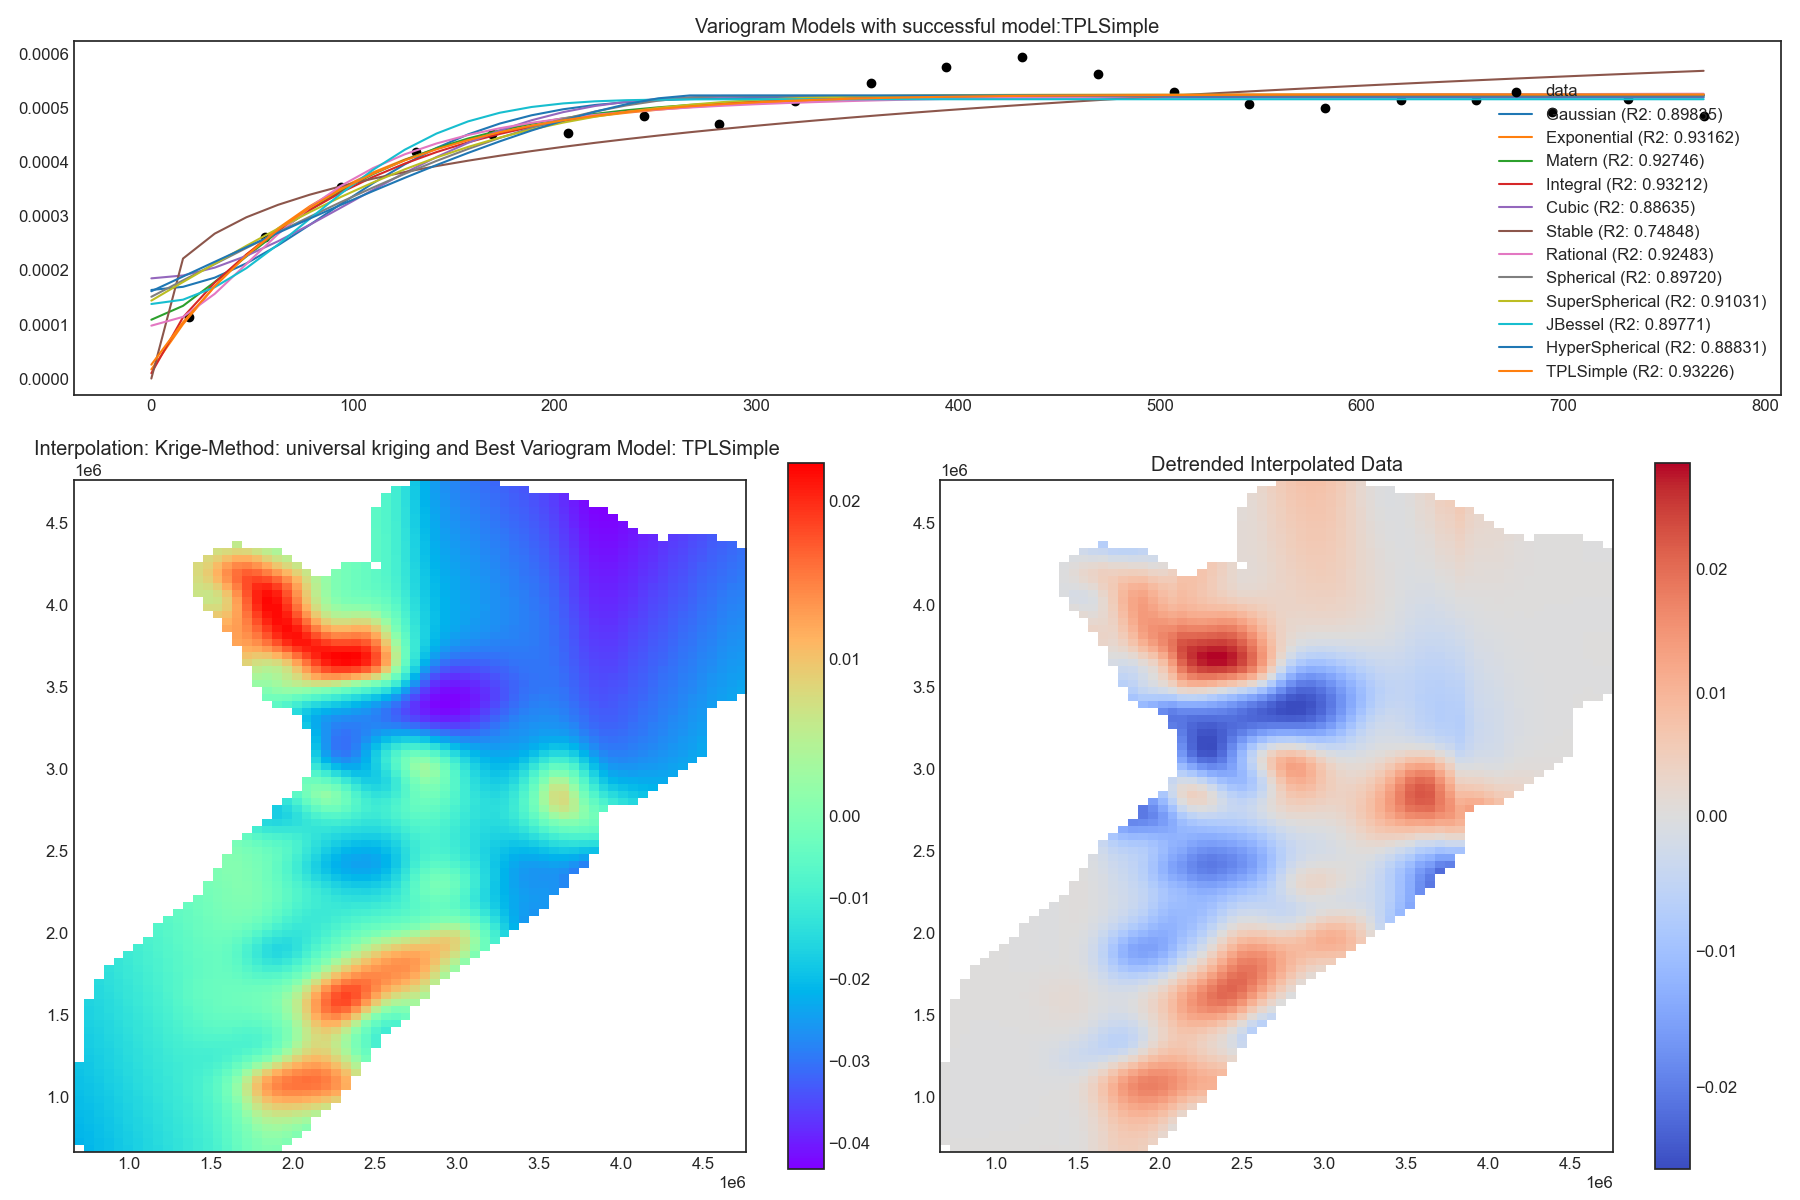 Variogram Models with successful model:TPLSimple
0.0006
0.0005
0.0004
0.0003
0.0002
0.0001
0.0000
data
Gaussian (R2: 0.89835)
Exponential (R2: 0.93162)
Matern (R2: 0.92746)
Integral (R2: 0.93212)
Cubic (R2: 0.88635)
Stable (R2: 0.74848)
Rational (R2: 0.92483)
Spherical (R2: 0.89720)
SuperSpherical (R2: 0.91031)
JBessel (R2: 0.89771)
HyperSpherical (R2: 0.88831)
TPLSimple (R2: 0.93226)
0 100 200 300 400 500 600 700 800
Interpolation: Krige-Method: universal kriging and Best Variogram Model: TPLSimple
1e6
4.5
4.0
3.5
3.0
2.5
2.0
1.5
1.0
1.0 1.5 2.0 2.5 3.0 3.5 4.0 4.5
1e6
0.02
0.01
0.00
−0.01
−0.02
−0.03
−0.04
Detrended Interpolated Data
1e6
4.5
4.0
3.5
3.0
2.5
2.0
1.5
1.0
1.0 1.5 2.0 2.5 3.0 3.5 4.0 4.5
1e6
0.02
0.01
0.00
−0.01
−0.02